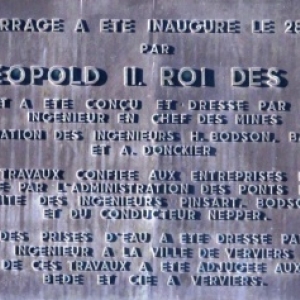 RRAGE A ETE INAUGURE LE 28
PAR
EOPOLD II. ROI DES
T A ETE CONÇU ET DRESSE PAR
INGENIEUR EN CHEF DES MINES
ATION DES INGENIEURS H. BODSON, BA
ET A. DONCKIER
TRAVAUX CONFIEE AUX ENTREPRISES
E PAR L'ADMINISTRATION DES PONTS
ITE DES INGENIEURS PINSART, BODSO
ET DU CONDUCTEUR NEPPER.
DES PRISES D'EAU A ETE DRESSE PA
INGENIEUR A LA VILLE DE VERVIERS
DE CES TRAVAUX A ETE ADJUGEE AUX
BEDE ET CIE A VERVIERS.